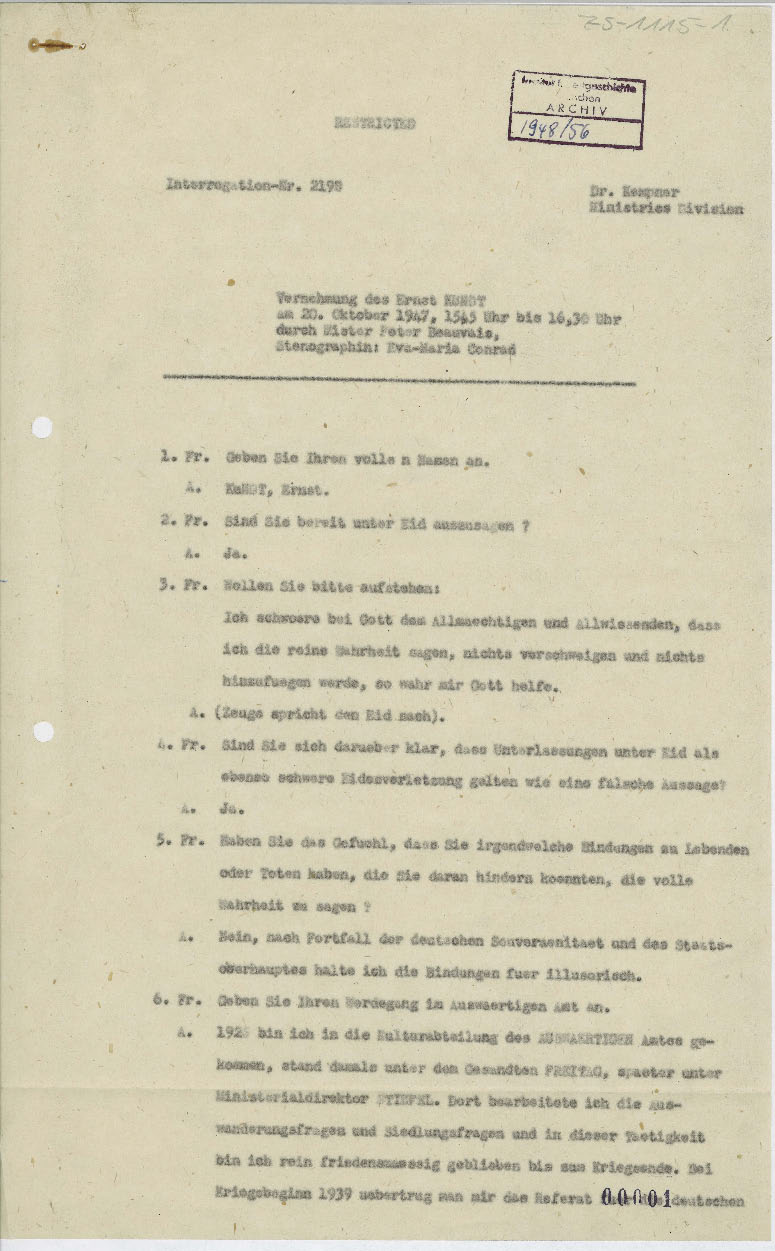 ZS-1115-1
ARCHIV
1948/56
RESTRICTED
Interrogation-Nr. 2198
Dr. Kempner
Ministries Division
Vernehmung des Ernst KUNDT
am 20. Oktober 1947, 1545 Uhr bis 16,30 Uhr
durch Mister Peter Beauvais,
Stenographin: Eva-Maria Conrad
1. Fr. Geben Sie Ihren volle n Namen an.
A. KUNDT, Ernst.
2. Fr. Sind Sie bereit unter Eid auszusagen ?
A. Ja.
3. Fr. Wollen Sie bitte aufstehen:
Ich schwoere bei Gott dem Allmaechtigen und Allwissenden, dass
ich die reine Wahrheit sagen, nichts verschweigen und nichts
hinzufuegen werde, so wahr mir Gott helfe.
A. (Zeuge spricht den Eid nach).
4. Fr. Sind Sie sich darueber klar, dass Unterlassungen unter Eid als
ebenso schwere Eidesverletzung gelten wie eine falsche Aussage?
A. Ja.
5. Fr. Haben Sie das Gefuehl, dass Sie irgendwelche Bindungen zu Lebenden
oder Toten haben, die Sie daran hindern koennten, die volle
Wahrheit zu sagen ?
A. Nein, nach Fortfall der deutschen Souveraenitaet und des Staats-
oberhauptes halte ich die Bindungen fuer illusorisch.
6. Fr. Geben Sie Ihren Werdegang im Auswaertigen Amt an.
A. bin ich in die Kulturabteilung des AUSWAERTIGEN Amtes ge-
kommen, stand damals unter dem Gesandten FREITAG, spaeter unter
Ministerialdirektor STIEFEL. Dort bearbeitete ich die Aus-
wanderungsfragen und Siedlungsfragen und in dieser Taetigkeit
bin ich rein friedensmaessig geblieben bis zum Kriegsende. Bei
Kriegsbeginn 1939 uebertrug man mir das Referat deutschen
00001